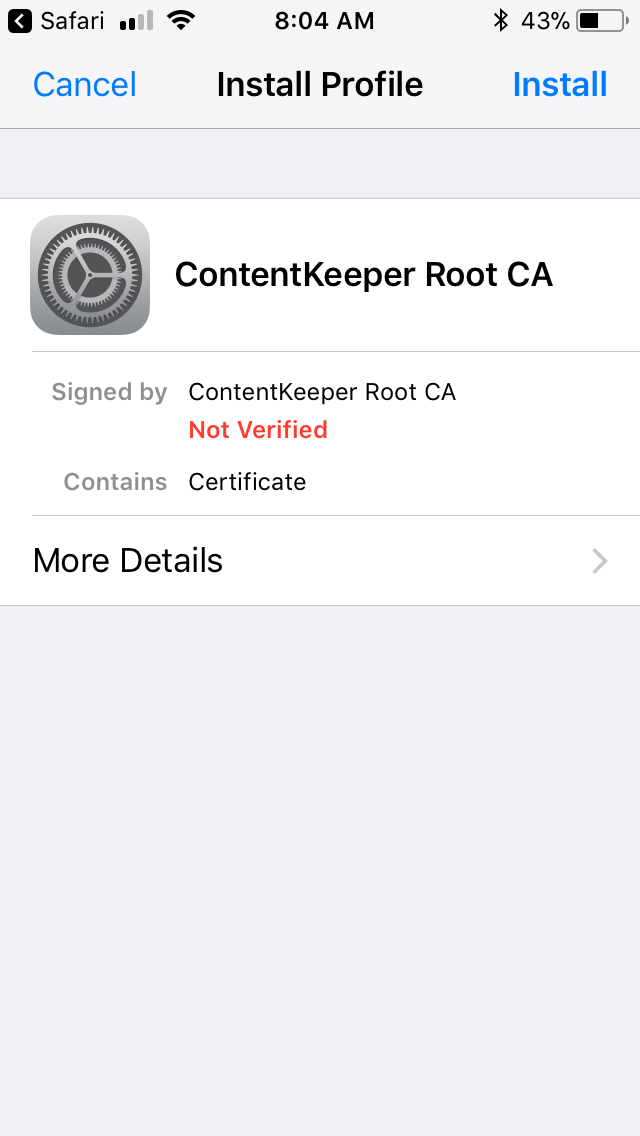 Safari 8:04 AM 43%
Cancel Install Profile Install
ContentKeeper Root CA
Signed by ContentKeeper Root CA
Not Verified
Contains Certificate
More Details